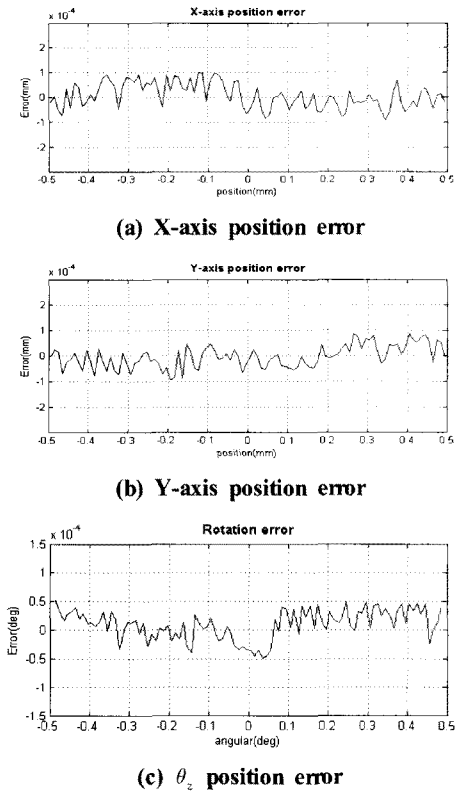 X-axis position error
x 10⁻⁴
2
1
0
-1
-2
Error(mm)
-0.5 -0.4 -0.3 -0.2 -0.1 0 0.1 0.2 0.3 0.4 0.5
position(mm)
(a) X-axis position error
Y-axis position error
x 10⁻⁴
2
1
0
-1
-2
Error(mm)
-0.5 -0.4 -0.3 -0.2 -0.1 0 0.1 0.2 0.3 0.4 0.5
position(mm)
(b) Y-axis position error
Rotation error
x 10⁻⁴
1.5
1
0.5
0
-0.5
-1
-1.5
Error(deg)
-0.5 -0.4 -0.3 -0.2 -0.1 0 0.1 0.2 0.3 0.4 0.5
angular(deg)
(c) θz position error